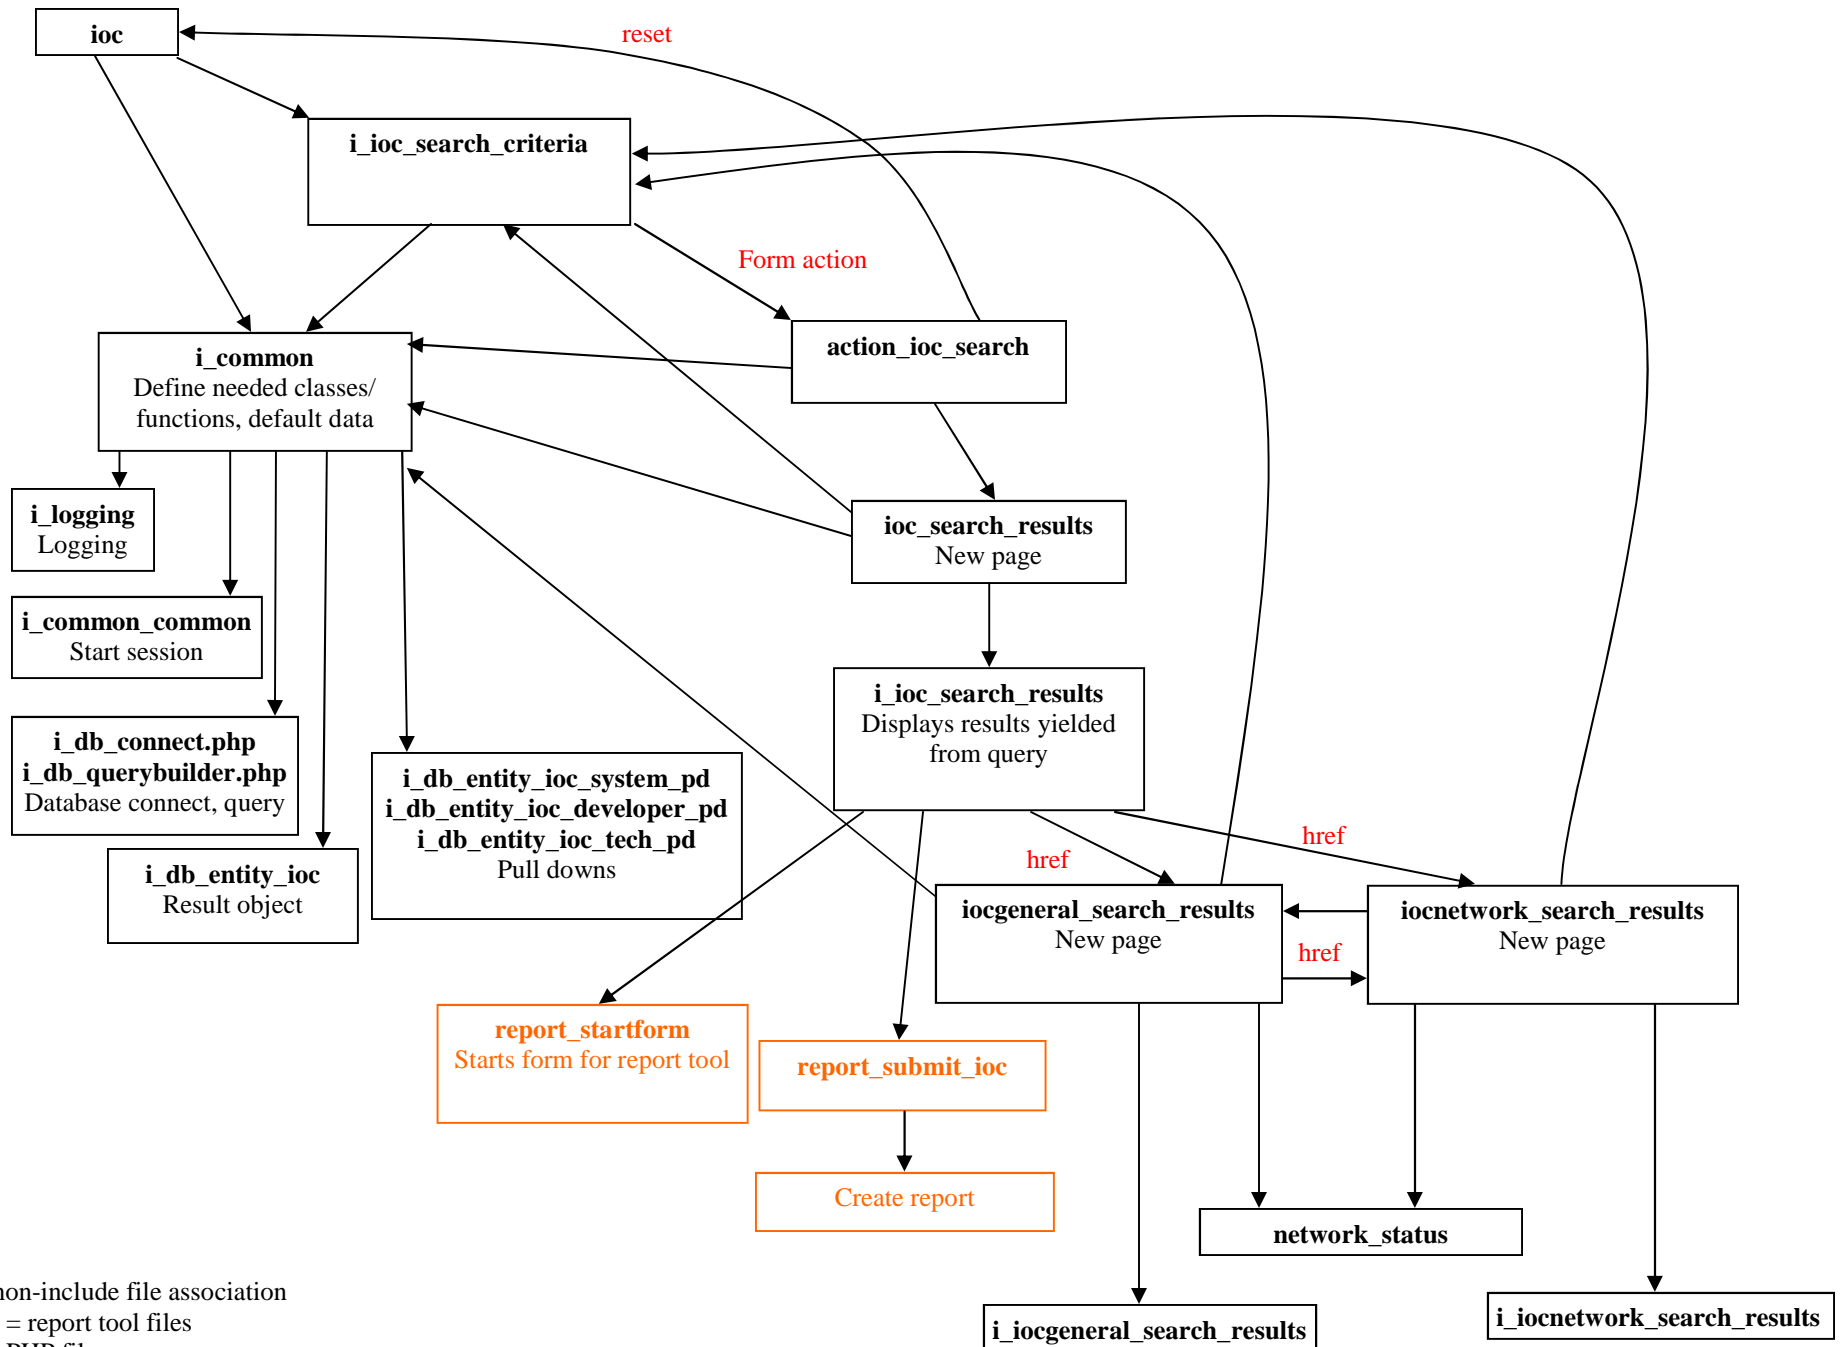 ioc
reset
i_ioc_search_criteria
Form action
action_ioc_search
i_common
Define needed classes/
functions, default data
i_logging
Logging
ioc_search_results
New page
i_common_common
Start session
i_ioc_search_results
Displays results yielded
from query
i_db_connect.php
i_db_querybuilder.php
Database connect, query
i_db_entity_ioc_system_pd
i_db_entity_ioc_developer_pd
i_db_entity_ioc_tech_pd
Pull downs
i_db_entity_ioc
Result object
href
href
iocgeneral_search_results
New page
href
iocnetwork_search_results
New page
report_startform
Starts form for report tool
report_submit_ioc
Create report
network_status
non-include file association
= report tool files
i_iocgeneral_search_results
i_iocnetwork_search_results